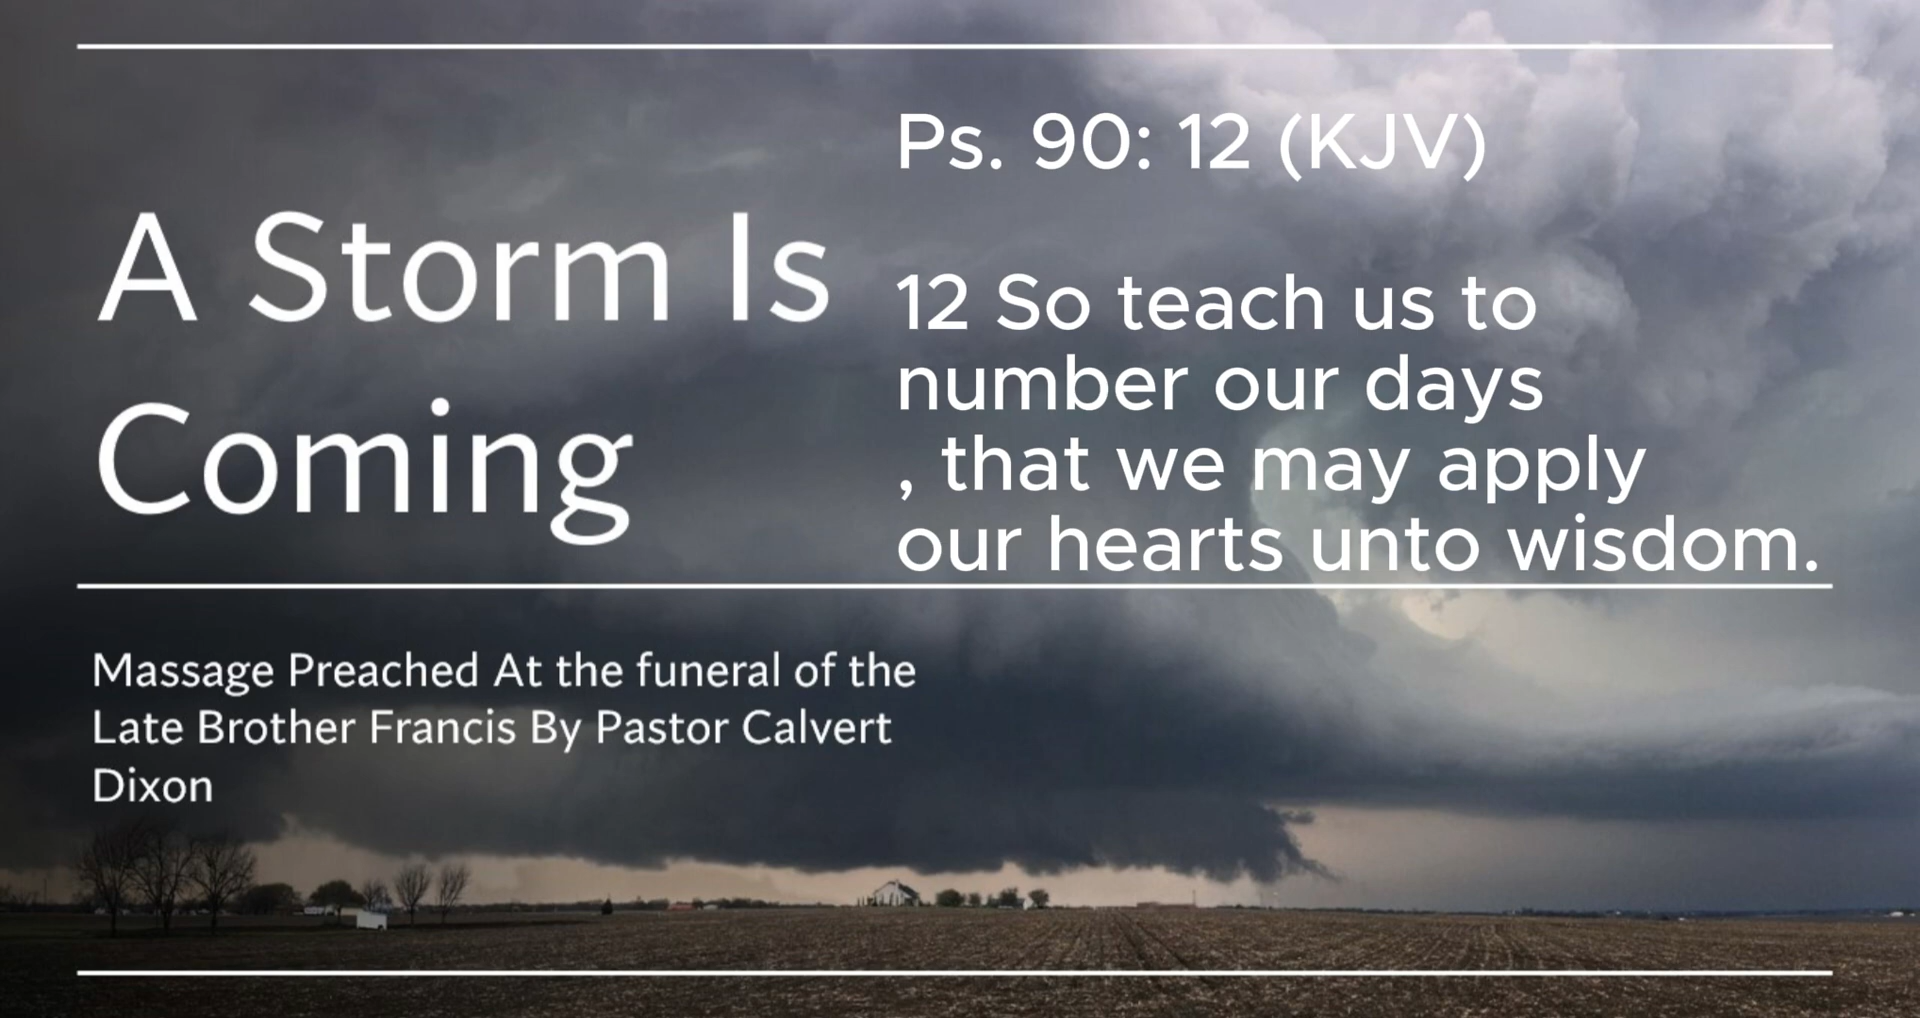 A Storm Is
Coming
Ps. 90: 12 (KJV)
12 So teach us to
number our days
, that we may apply
our hearts unto wisdom.
Massage Preached At the funeral of the
Late Brother Francis By Pastor Calvert
Dixon